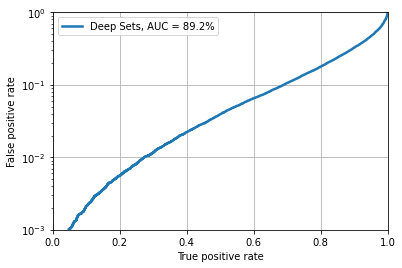 10⁰
Deep Sets, AUC = 89.2%
10⁻¹
False positive rate
10⁻²
10⁻³
0.0 0.2 0.4 0.6 0.8 1.0
True positive rate